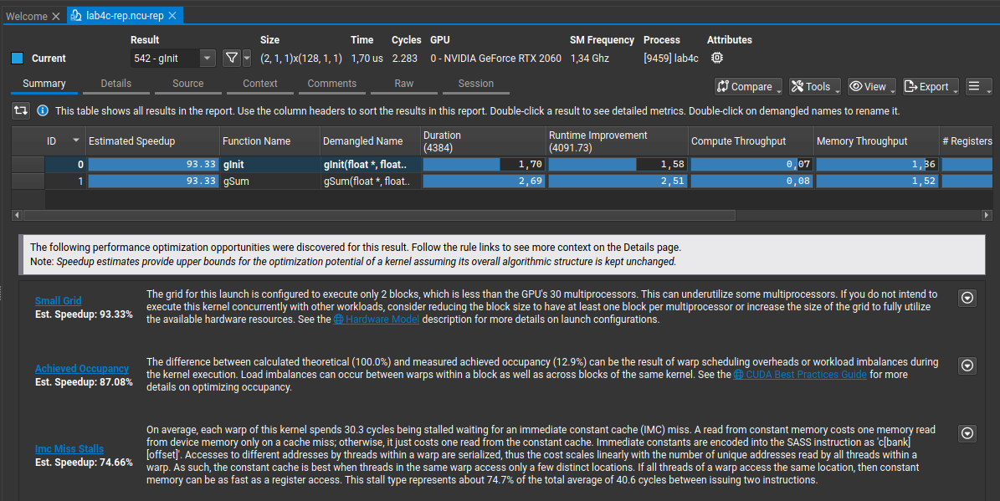 Welcome
lab4c-rep.ncu-rep
Result Size Time Cycles GPU SM Frequency Process Attributes
Current 542 - gInit (2, 1, 1)x(128, 1, 1) 1,70 us 2.283 0 - NVIDIA GeForce RTX 2060 1,34 Ghz [9459] lab4c
Summary Details Source Context Comments Raw Session Compare Tools View Export
This table shows all results in the report. Use the column headers to sort the results in this report. Double-click a result to see detailed metrics. Double-click on demangled names to rename it.
ID Estimated Speedup Function Name Demangled Name Duration (4384) Runtime Improvement (4091.73) Compute Throughput Memory Throughput # Registers
0 93.33 gInit gInit(float *, float.. 1,70 1,58 0,07 1,36
1 93.33 gSum gSum(float *, float.. 2,69 2,51 0,08 1,52
The following performance optimization opportunities were discovered for this result. Follow the rule links to see more context on the Details page.
Note: Speedup estimates provide upper bounds for the optimization potential of a kernel assuming its overall algorithmic structure is kept unchanged.
Small Grid
Est. Speedup: 93.33%
The grid for this launch is configured to execute only 2 blocks, which is less than the GPU's 30 multiprocessors. This can underutilize some multiprocessors. If you do not intend to
execute this kernel concurrently with other workloads, consider reducing the block size to have at least one block per multiprocessor or increase the size of the grid to fully utilize
the available hardware resources. See the Hardware Model description for more details on launch configurations.
Achieved Occupancy
Est. Speedup: 87.08%
The difference between calculated theoretical (100.0%) and measured achieved occupancy (12.9%) can be the result of warp scheduling overheads or workload imbalances during
the kernel execution. Load imbalances can occur between warps within a block as well as across blocks of the same kernel. See the CUDA Best Practices Guide for more
details on optimizing occupancy.
Imc Miss Stalls
Est. Speedup: 74.66%
On average, each warp of this kernel spends 30.3 cycles being stalled waiting for an immediate constant cache (IMC) miss. A read from constant memory costs one memory read
from device memory only on a cache miss; otherwise, it just costs one read from the constant cache. Immediate constants are encoded into the SASS instruction as 'c[bank]
[offset]'. Accesses to different addresses by threads within a warp are serialized, thus the cost scales linearly with the number of unique addresses read by all threads within a
warp. As such, the constant cache is best when threads in the same warp access only a few distinct locations. If all threads of a warp access the same location, then constant
memory can be as fast as a register access. This stall type represents about 74.7% of the total average of 40.6 cycles between issuing two instructions.